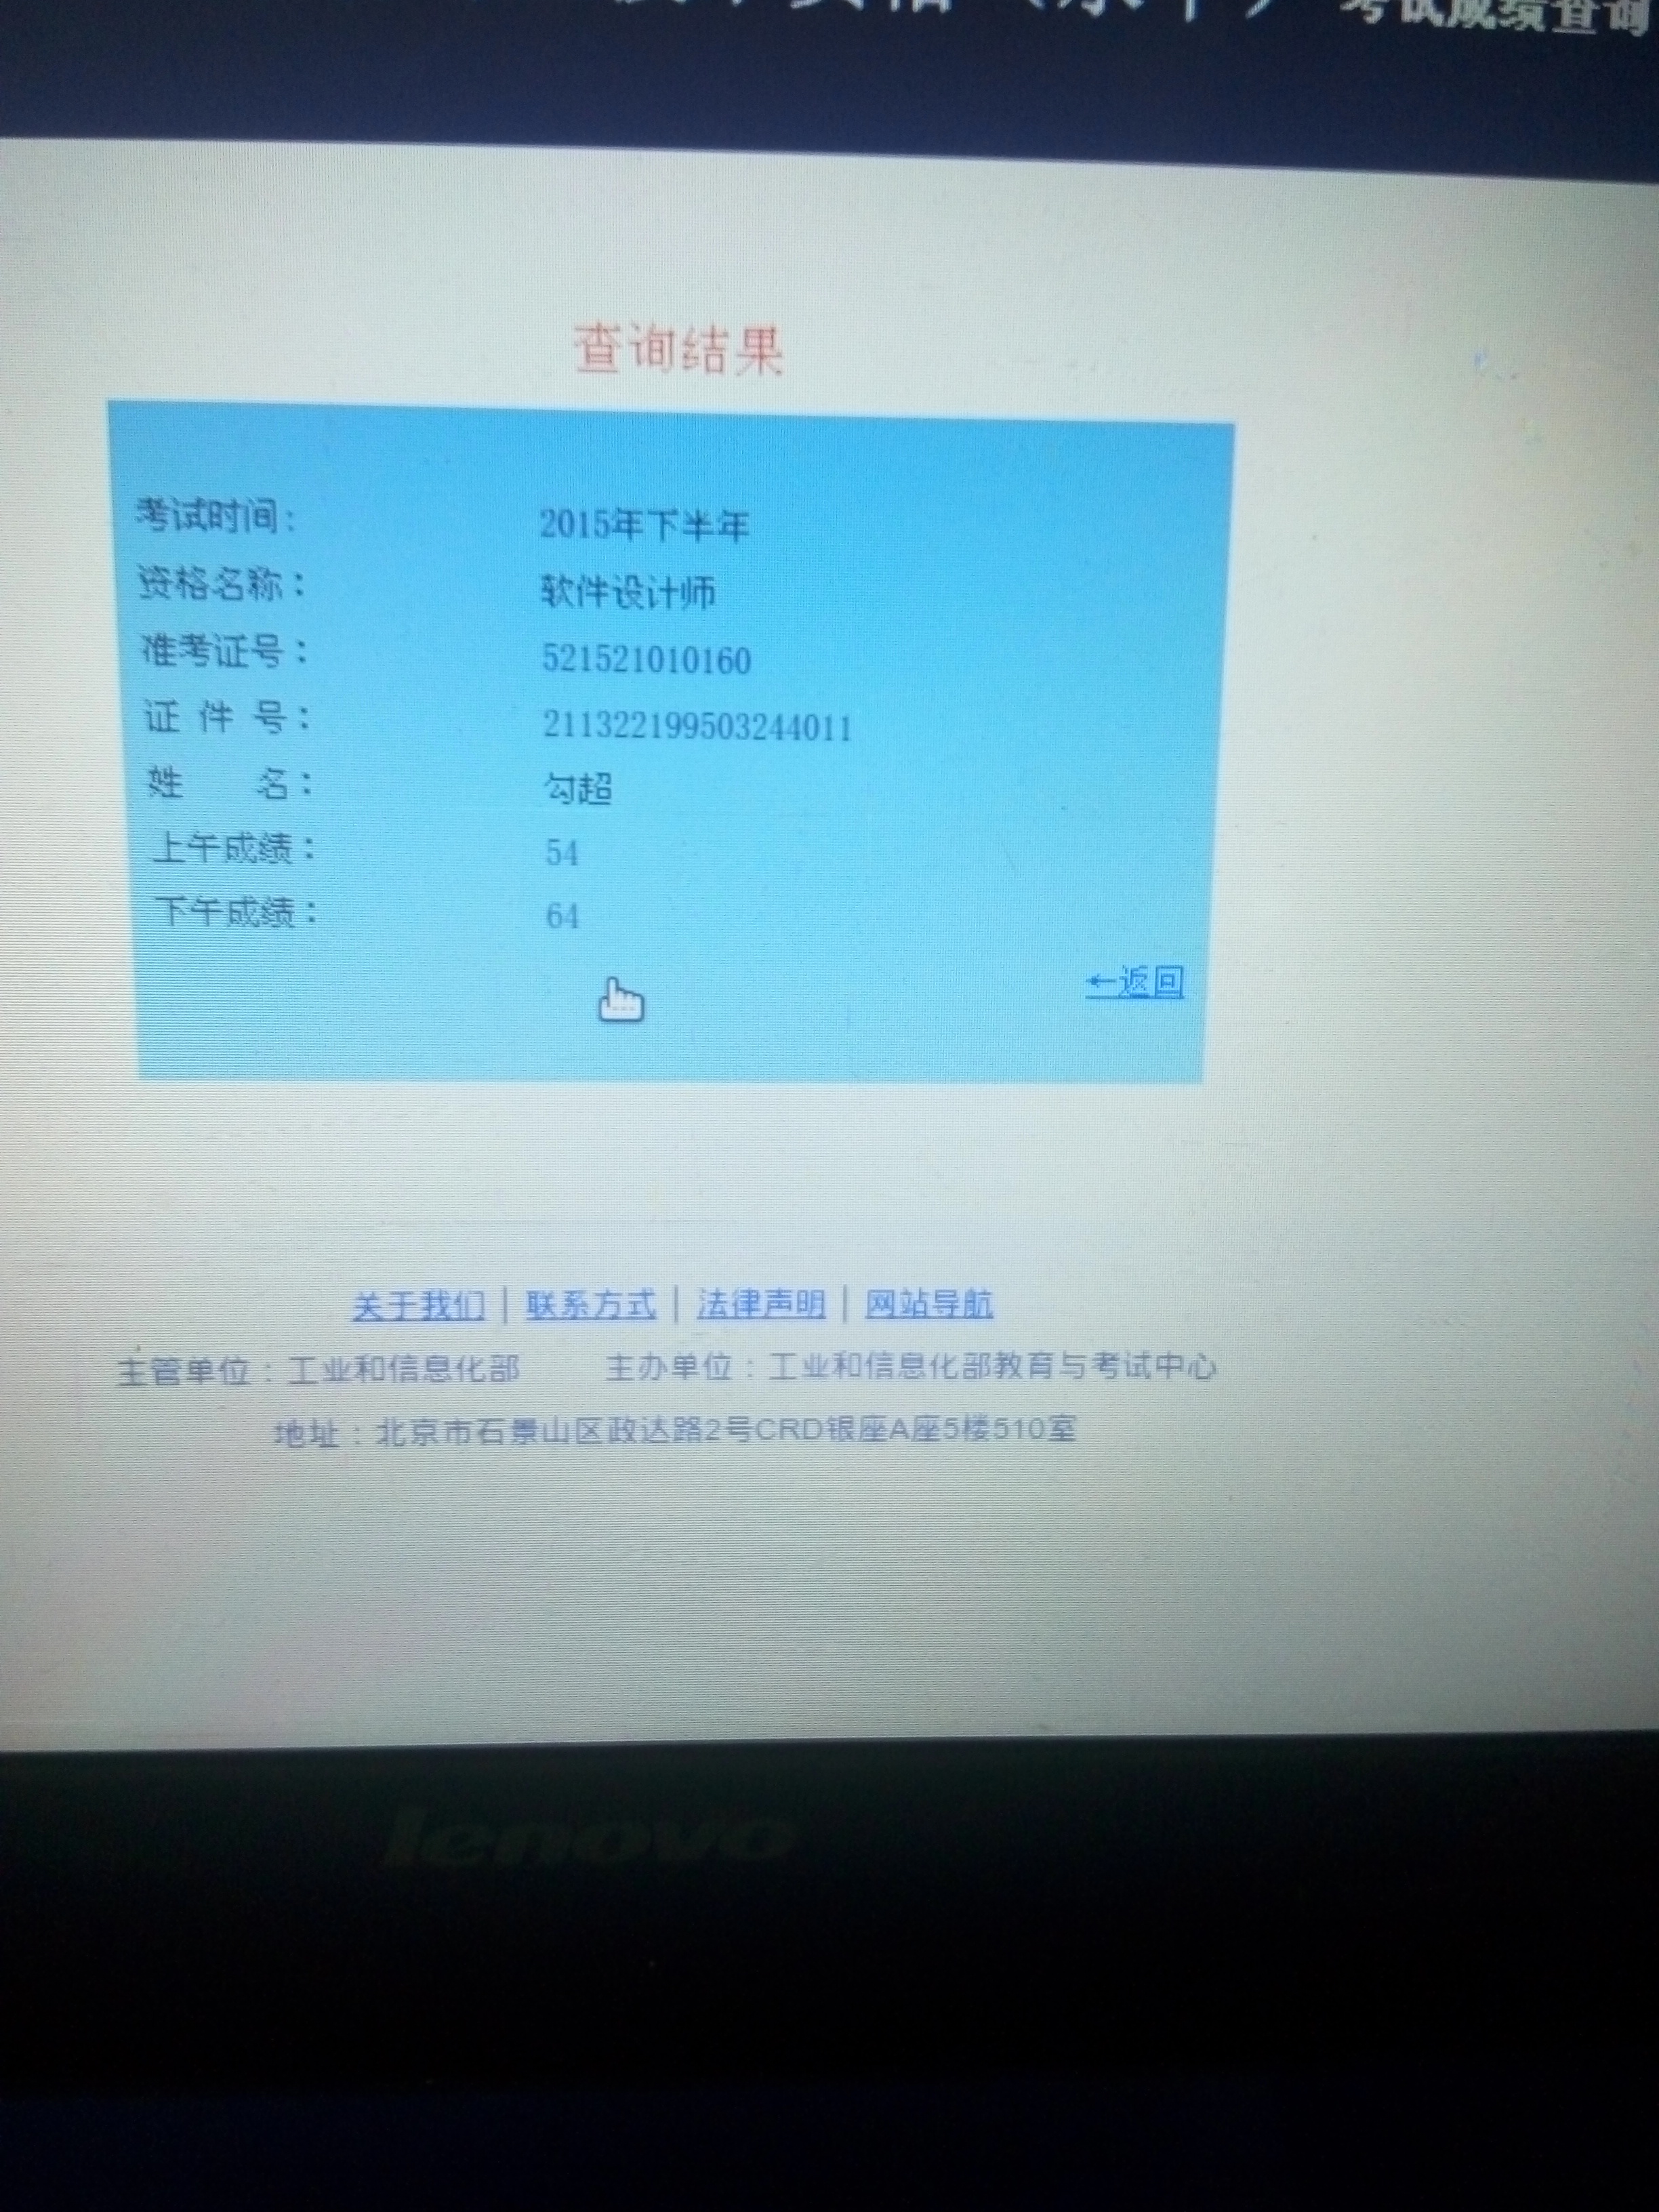 考试成绩查询
查询结果
考试时间： 2015年下半年
资格名称： 软件设计师
准考证号： 521521010160
证 件 号： 211322199503244011
姓 名： 勾超
上午成绩： 54
下午成绩： 64
←返回
关于我们 | 联系方式 | 法律声明 | 网站导航
主管单位：工业和信息化部 主办单位：工业和信息化部教育与考试中心
地址：北京市石景山区政达路2号CRD银座A座5楼510室
lenovo